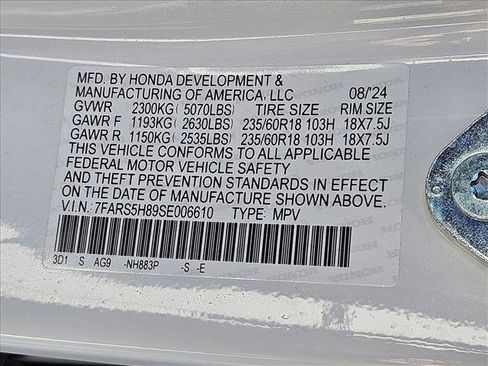 MFD. BY HONDA DEVELOPMENT &
MANUFACTURING OF AMERICA, LLC 08/'24
GVWR 2300KG( 5070LBS) TIRE SIZE RIM SIZE
GAWR F 1193KG( 2630LBS) 235/60R18 103H 18X7.5J
GAWR R 1150KG( 2535LBS) 235/60R18 103H 18X7.5J
THIS VEHICLE CONFORMS TO ALL APPLICABLE
FEDERAL MOTOR VEHICLE SAFETY
AND THEFT PREVENTION STANDARDS IN EFFECT
ON THE DATE OF MANUFACTURE SHOWN ABOVE.
V.I.N.: 7FARS5H89SE006610 TYPE: MPV
3D1 S AG9 -NH883P -S -E